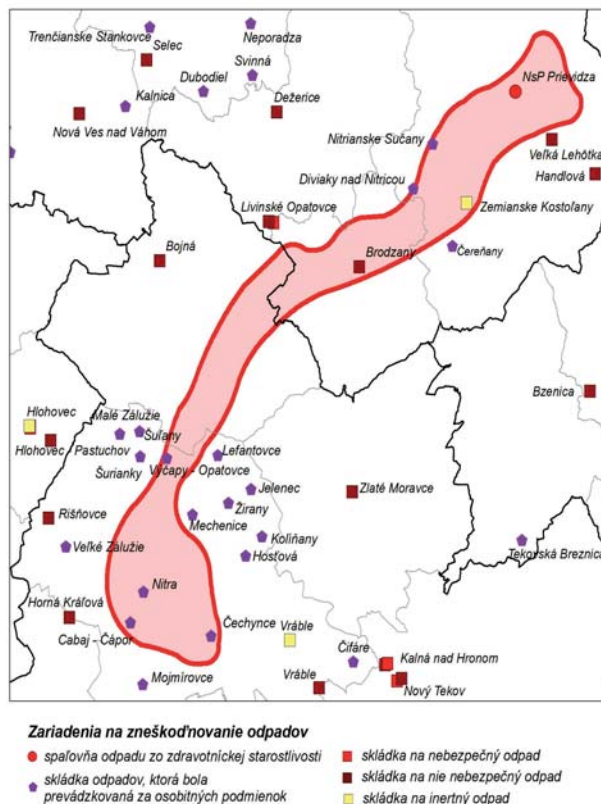 Neporadza
Trenčianske Stankovce
Selec
Svinná
Dubodiel
NsP Prievidza
Kalnica
Dežerice
Nová Ves nad Váhom
Nitrianske Sučany
Veľká Lehôtka
Handlová
Diviaky nad Nitricou
Livinské Opatovce
Zemianske Kostoľany
Bojná
Brodzany
Čereňany
Bzenica
Malé Zálužie
Hlohovec
Šuľany
Hlohovec - Pastuchov
Lefantovce
Šurianky
Výčapy - Opatovce
Jelenec
Zlaté Moravce
Žirany
Rišňovce
Mechenice
Koliňany
Veľké Zálužie
Hosťová
Tekovská Breznica
Nitra
Horná Kráľová
Čechynce
Vráble
Cabaj - Čápor
Čifáre
Kalná nad Hronom
Mojmírovce
Vráble
Nový Tekov
Zariadenia na zneškodňovanie odpadov
spaľovňa odpadu zo zdravotníckej starostlivosti
skládka odpadov, ktorá bola
prevádzkovaná za osobitných podmienok
skládka na nebezpečný odpad
skládka na nie nebezpečný odpad
skládka na inertný odpad